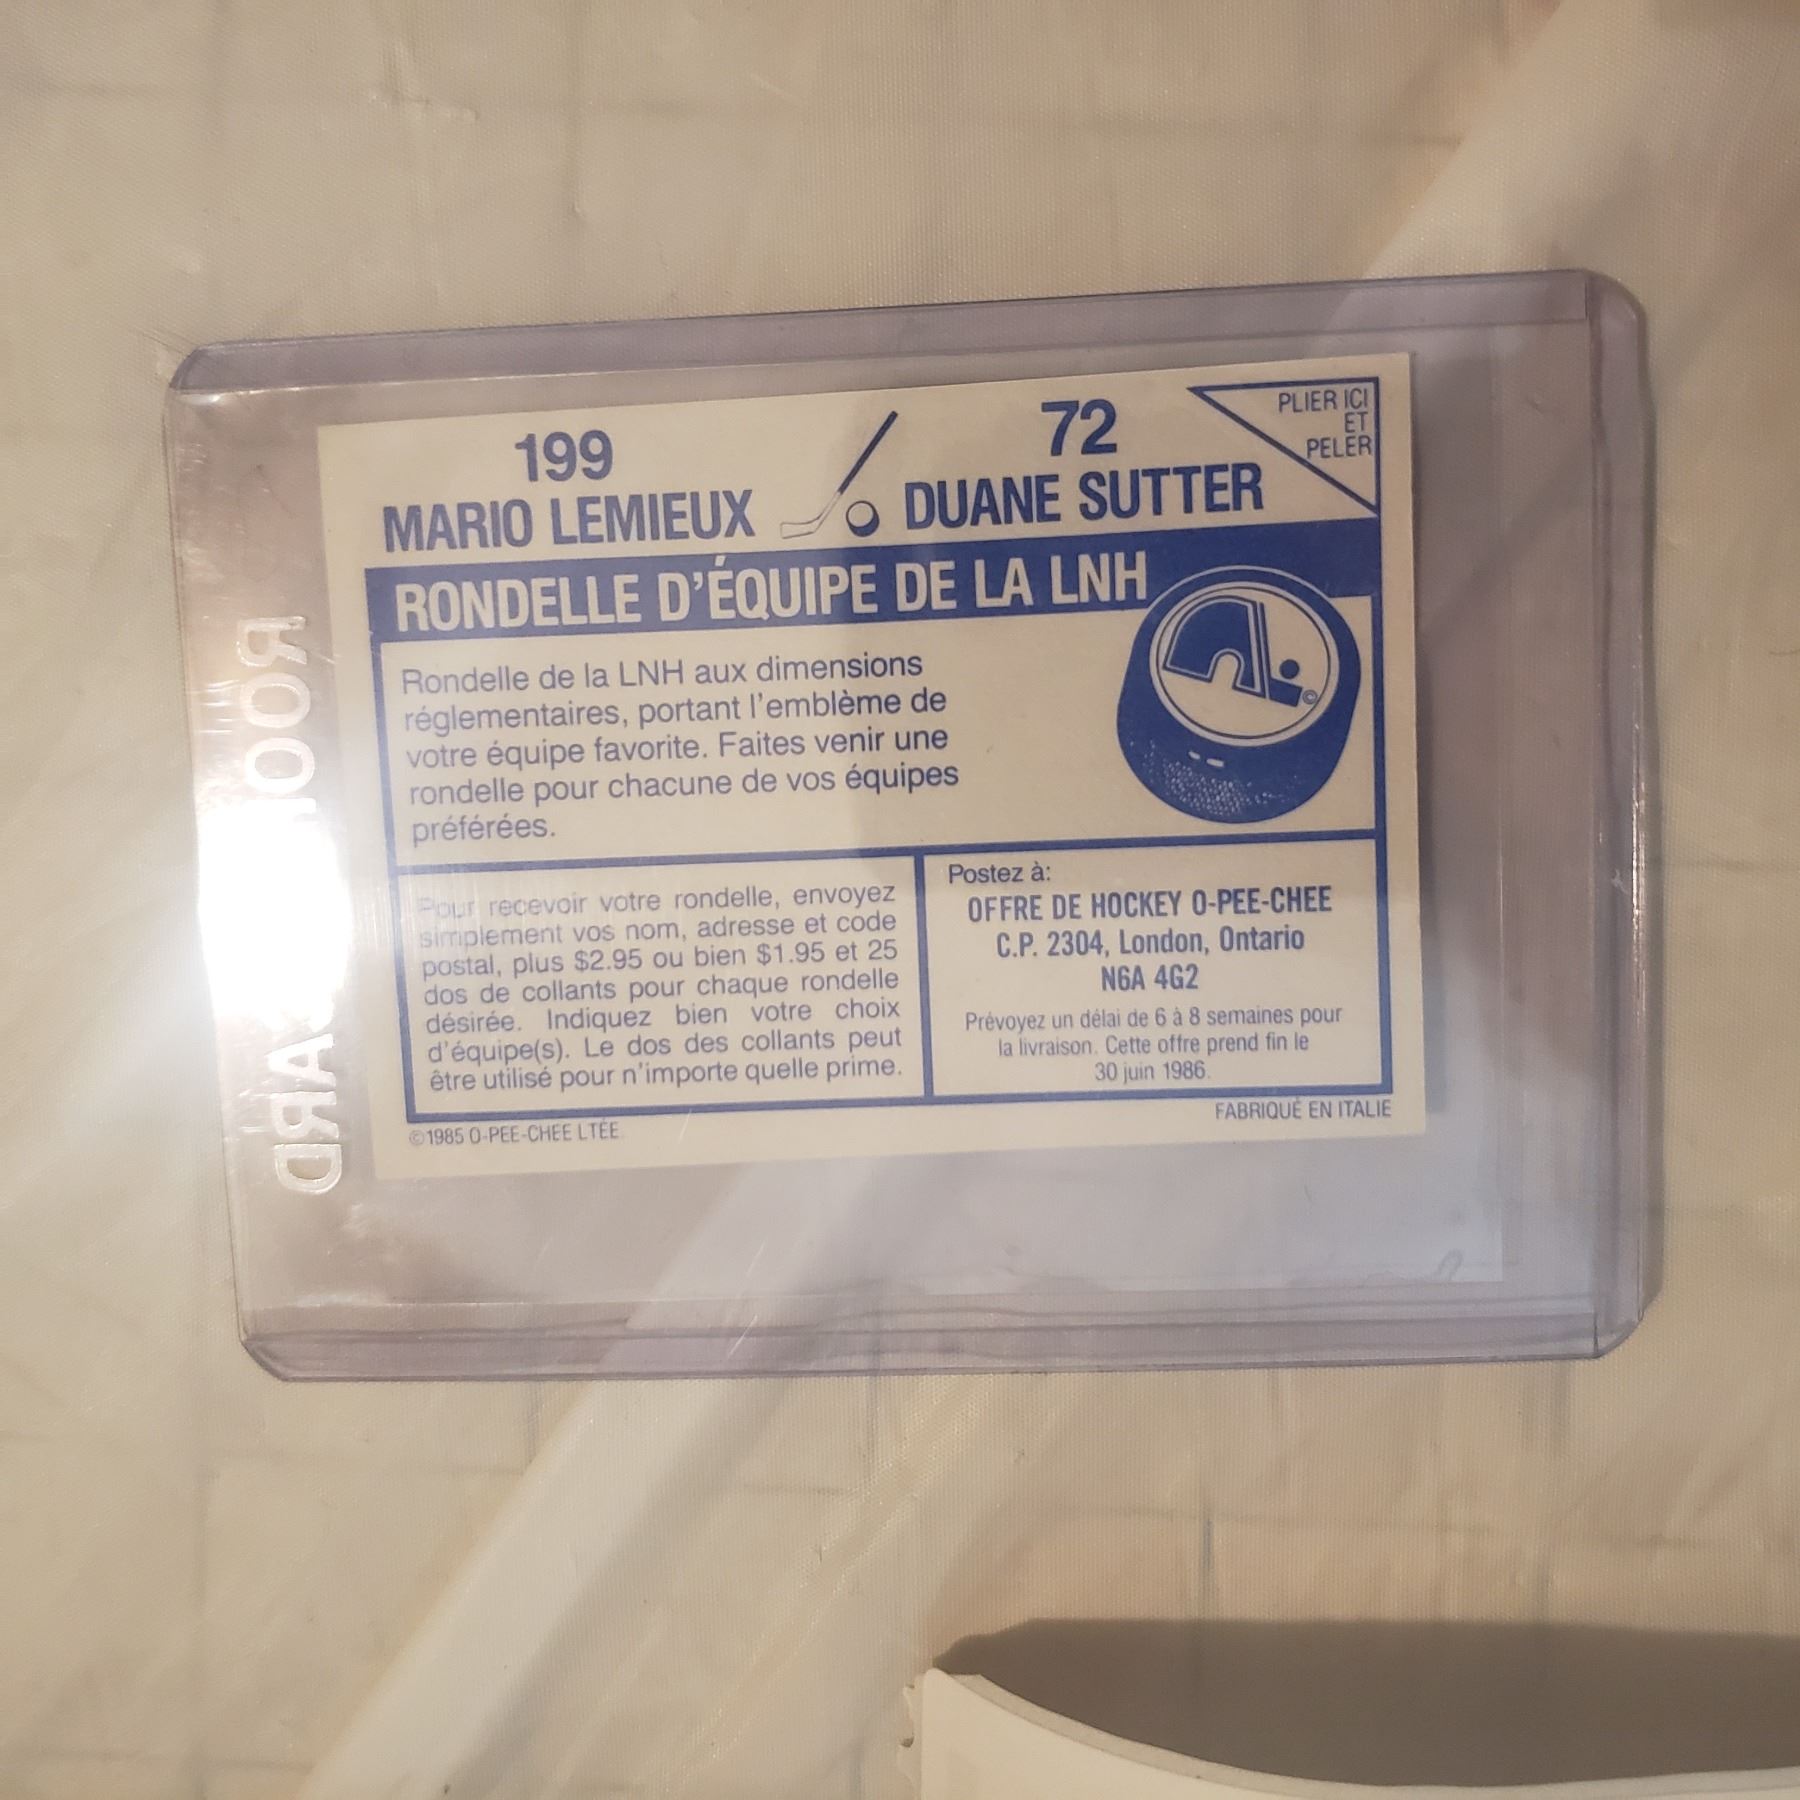 199
MARIO LEMIEUX
72
DUANE SUTTER
PLIER ICI
ET
PELER
RONDELLE D'ÉQUIPE DE LA LNH
Rondelle de la LNH aux dimensions
réglementaires, portant l'emblème de
votre équipe favorite. Faites venir une
rondelle pour chacune de vos équipes
préférées.
Pour recevoir votre rondelle, envoyez
simplement vos nom, adresse et code
postal, plus $2.95 ou bien $1.95 et 25
dos de collants pour chaque rondelle
désirée. Indiquez bien votre choix
d'équipe(s). Le dos des collants peut
être utilisé pour n'importe quelle prime.
Postez à:
OFFRE DE HOCKEY O-PEE-CHEE
C.P. 2304, London, Ontario
N6A 4G2
Prévoyez un délai de 6 à 8 semaines pour
la livraison. Cette offre prend fin le
30 juin 1986.
©1985 O-PEE-CHEE LTÉE.
FABRIQUÉ EN ITALIE